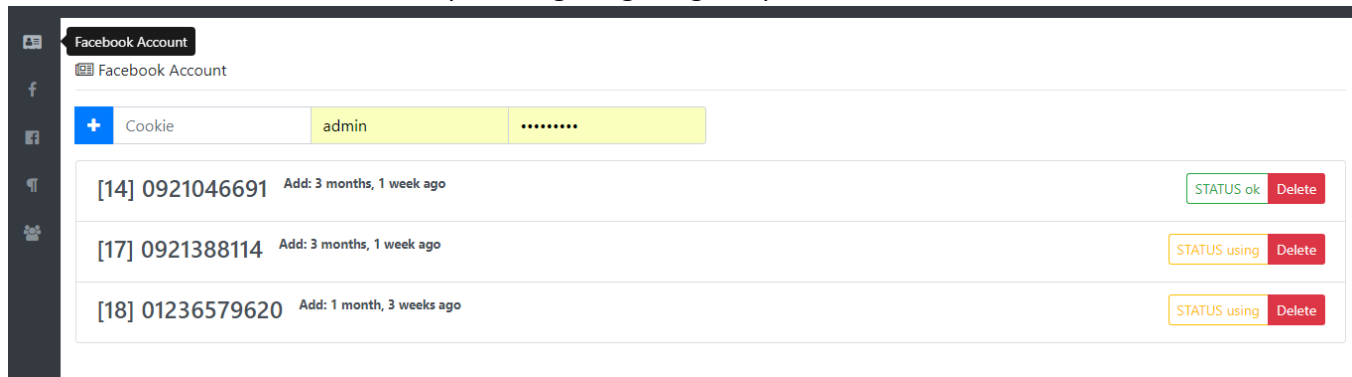 Facebook Account
Facebook Account
+ Cookie admin •••••••••
[14] 0921046691 Add: 3 months, 1 week ago STATUS ok Delete
[17] 0921388114 Add: 3 months, 1 week ago STATUS using Delete
[18] 01236579620 Add: 1 month, 3 weeks ago STATUS using Delete